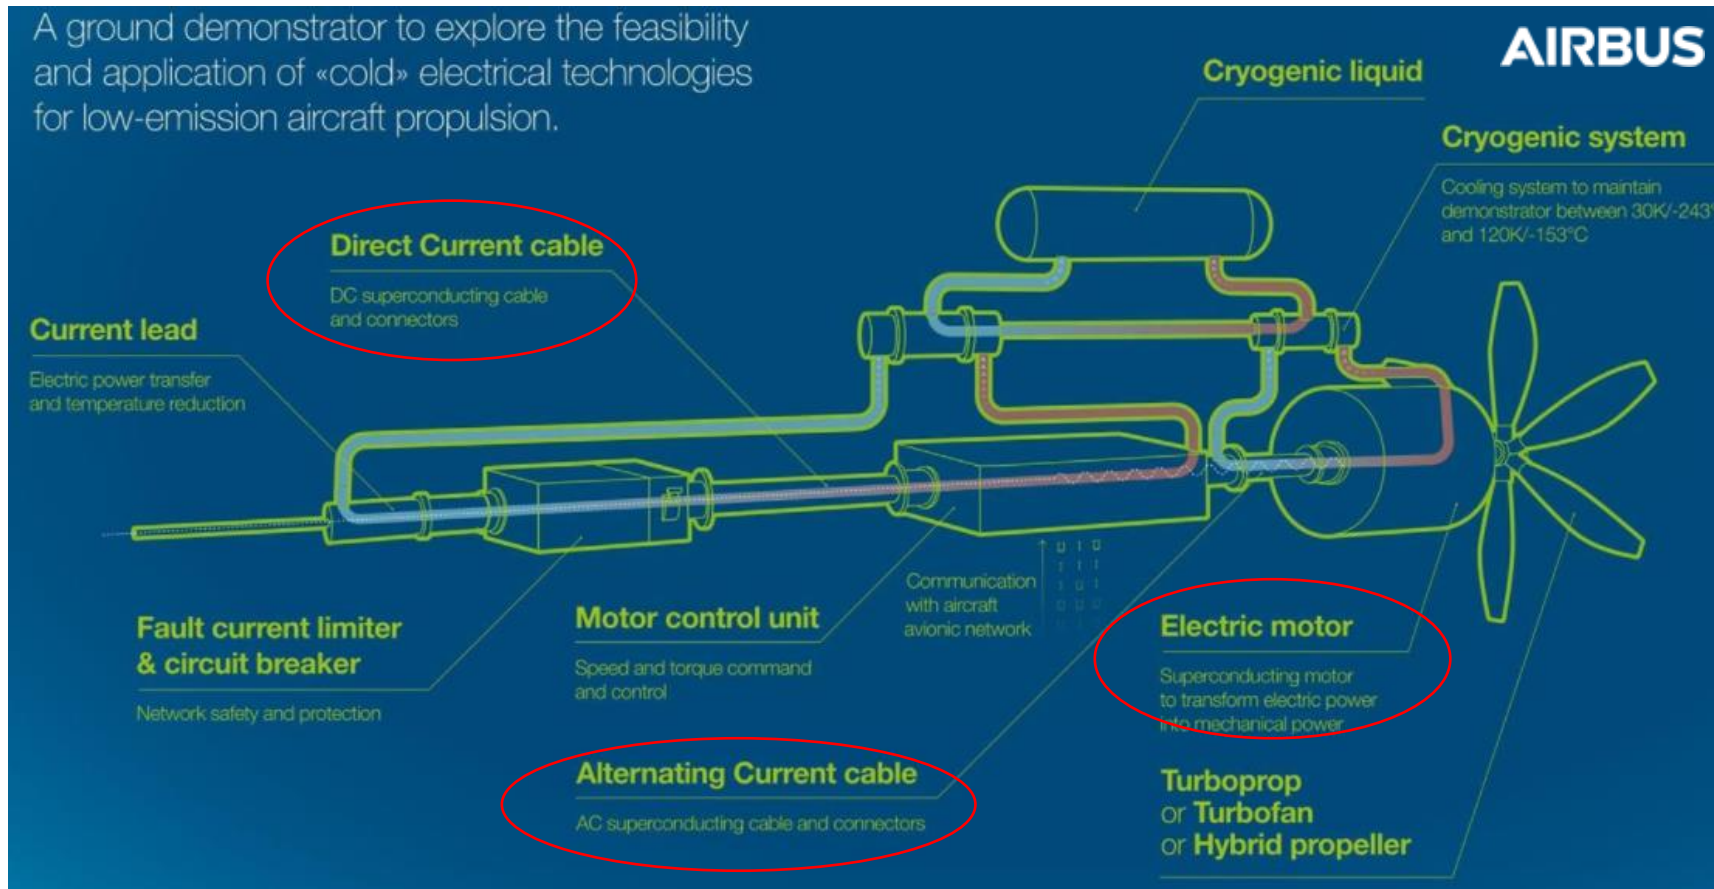 A ground demonstrator to explore the feasibility
and application of «cold» electrical technologies
for low-emission aircraft propulsion.
AIRBUS
Cryogenic liquid
Cryogenic system
Cooling system to maintain
demonstrator between 30K/-243°
and 120K/-153°C
Direct Current cable
DC superconducting cable
and connectors
Current lead
Electric power transfer
and temperature reduction
Fault current limiter
& circuit breaker
Network safety and protection
Motor control unit
Speed and torque command
and control
Communication
with aircraft
avionic network
Electric motor
Superconducting motor
to transform electric power
into mechanical power
Alternating Current cable
AC superconducting cable and connectors
Turboprop
or Turbofan
or Hybrid propeller